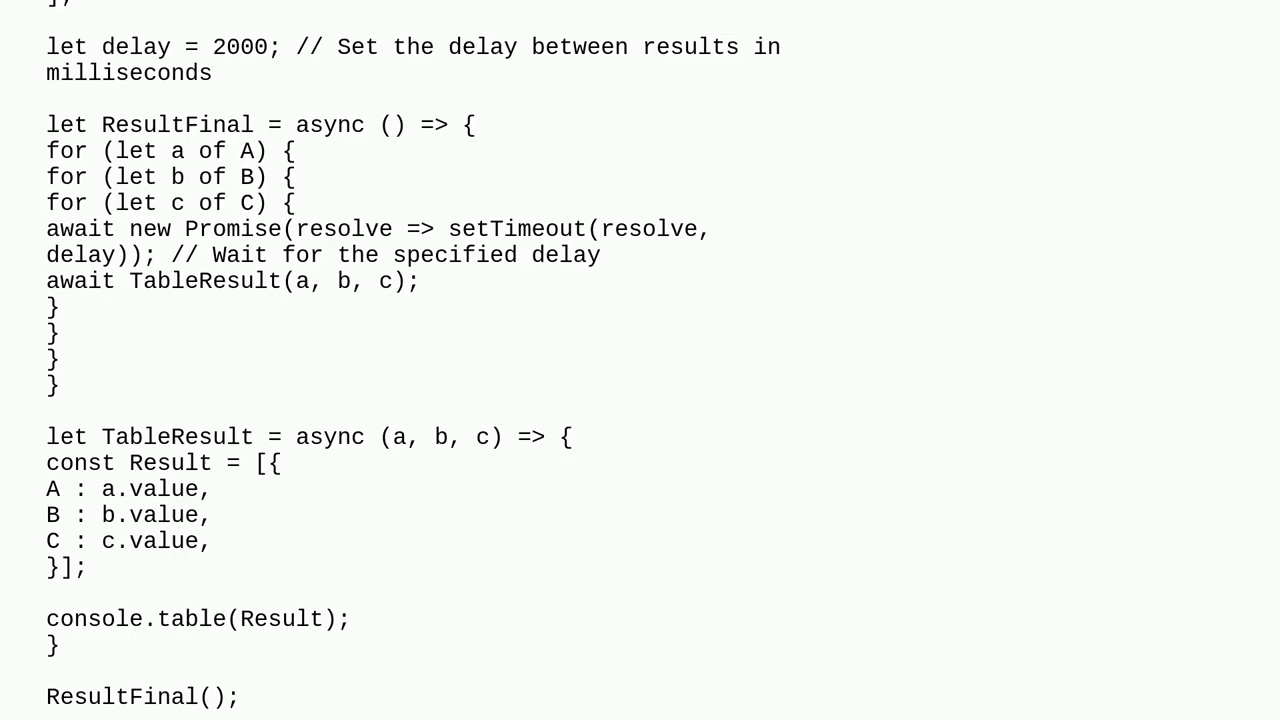 ];
let delay = 2000; // Set the delay between results in
milliseconds
let ResultFinal = async () => {
for (let a of A) {
for (let b of B) {
for (let c of C) {
await new Promise(resolve => setTimeout(resolve,
delay)); // Wait for the specified delay
await TableResult(a, b, c);
}
}
}
}
let TableResult = async (a, b, c) => {
const Result = [{
A : a.value,
B : b.value,
C : c.value,
}];
console.table(Result);
}
ResultFinal();